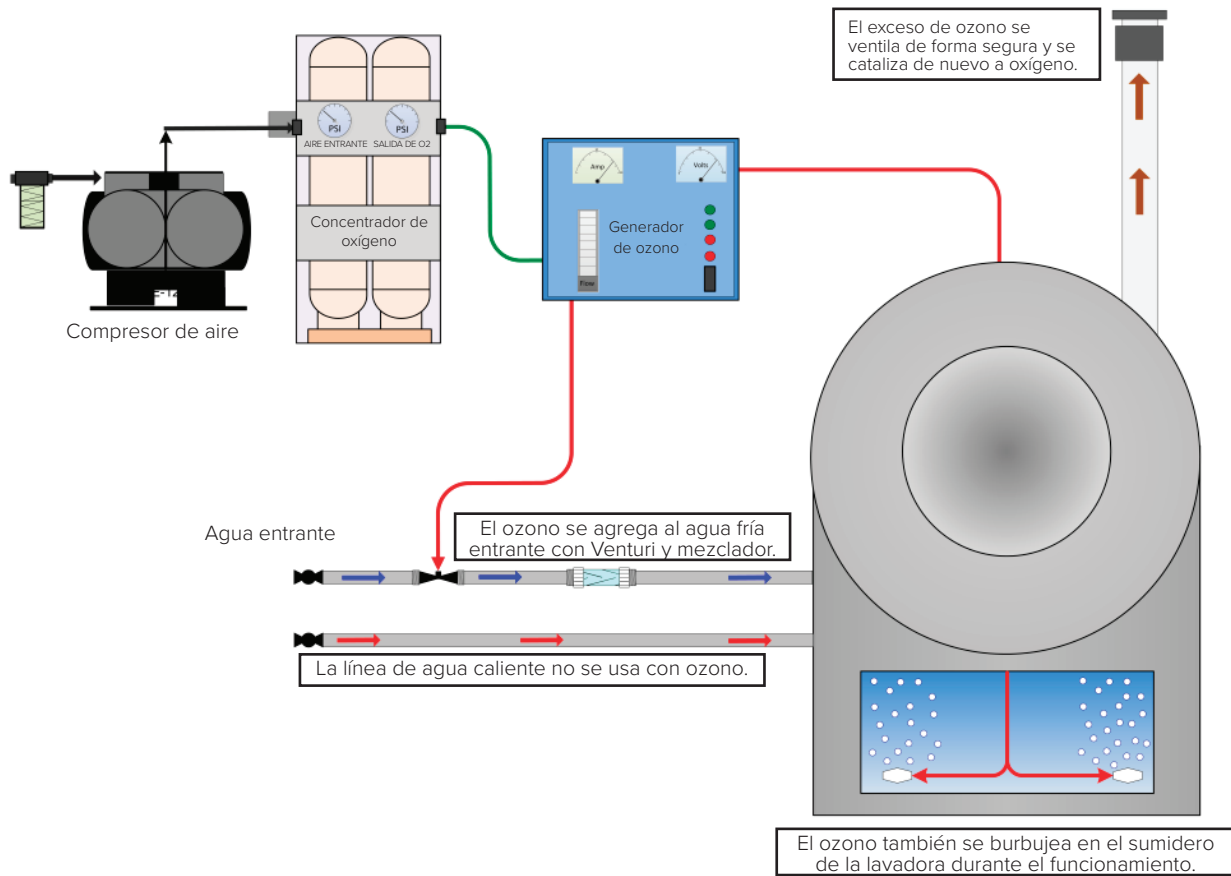 El exceso de ozono se
ventila de forma segura y se
cataliza de nuevo a oxígeno.
PSI
PSI
AIRE ENTRANTE
SALIDA DE O2
Amp
Volts
Concentrador de
oxígeno
Generador
de ozono
Flow
Compresor de aire
Agua entrante
El ozono se agrega al agua fría
entrante con Venturi y mezclador.
La línea de agua caliente no se usa con ozono.
El ozono también se burbujea en el sumidero
de la lavadora durante el funcionamiento.